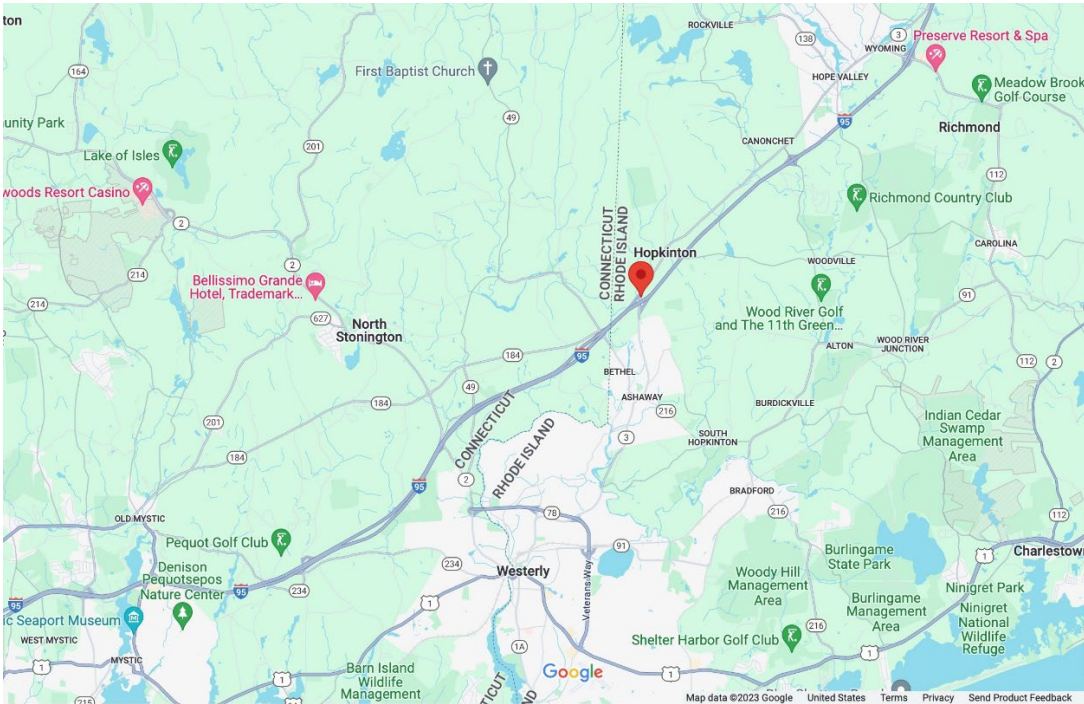 ton
ROCKVILLE
3
138
WYOMING
Preserve Resort & Spa
164
First Baptist Church
HOPE VALLEY
Meadow Brook
Golf Course
49
95
Richmond
unity Park
201
CANONCHET
Lake of Isles
112
woods Resort Casino
Richmond Country Club
2
CONNECTICUT
RHODE ISLAND
CAROLINA
2
Hopkinton
WOODVILLE
214
Bellissimo Grande
Hotel, Trademark...
91
214
Wood River Golf
and The 11th Green...
627
North
Stonington
WOOD RIVER
JUNCTION
ALTON
184
95
112
2
BETHEL
49
ASHAWAY
184
216
BURDICKVILLE
CONNECTICUT
Indian Cedar
Swamp
Management
Area
201
RHODE ISLAND
3
SOUTH
HOPKINTON
184
2
95
BRADFORD
216
78
OLD MYSTIC
112
Pequot Golf Club
91
Burlingame
State Park
1
Charlestown
234
Denison
Pequotsepos
Nature Center
Westerly
Woody Hill
Management
Area
Veterans Way
95
234
Ninigret Park
95
1
Burlingame
Management
Area
Ninigret
National
Wildlife
Refuge
ic Seaport Museum
216
WEST MYSTIC
Shelter Harbor Golf Club
1A
MYSTIC
1
1
1
1
Barn Island
Wildlife
Management
Google
215
CTICUT
ND
Map data ©2023 Google United States Terms Privacy Send Product Feedback